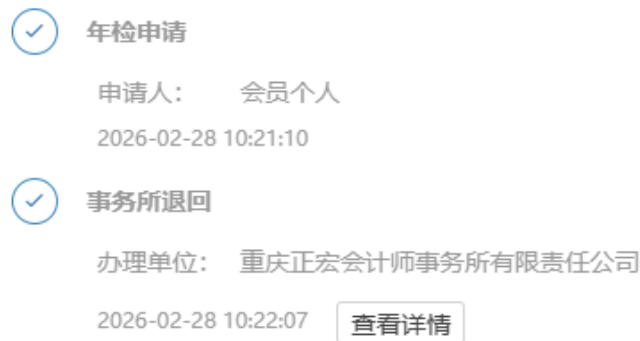 年检申请
申请人： 会员个人
2026-02-28 10:21:10
事务所退回
办理单位： 重庆正宏会计师事务所有限责任公司
2026-02-28 10:22:07 查看详情